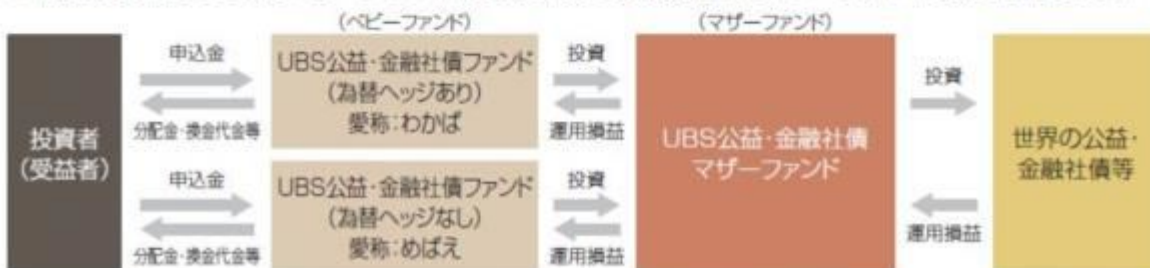 (ベビーファンド)
(マザーファンド)
投資者
(受益者)
申込金
分配金・換金代金等
UBS公益・金融社債ファンド
(為替ヘッジあり)
愛称:わかば
投資
運用損益
申込金
分配金・換金代金等
UBS公益・金融社債ファンド
(為替ヘッジなし)
愛称:めばえ
投資
運用損益
UBS公益・金融社債
マザーファンド
投資
運用損益
世界の公益・
金融社債等